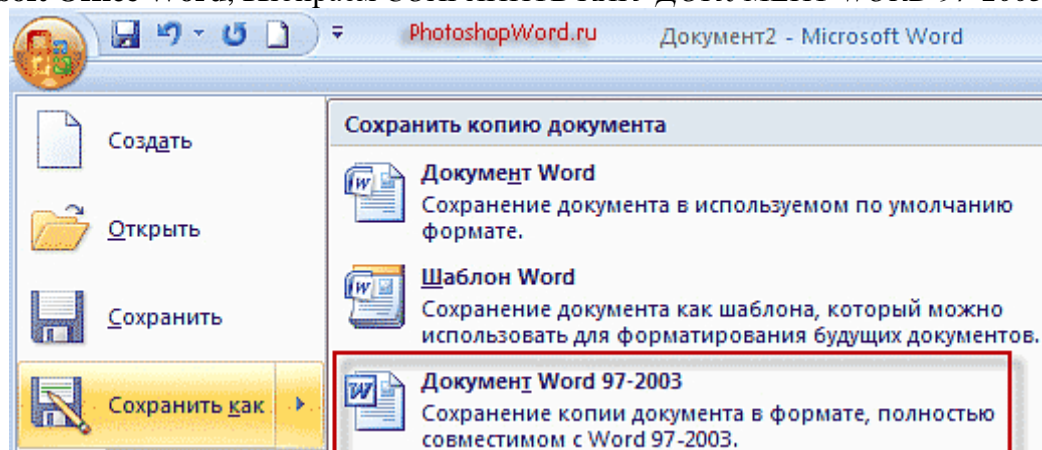 PhotoshopWord.ru Документ2 - Microsoft Word
Создать
Открыть
Сохранить
Сохранить как
Сохранить копию документа
Документ Word
Сохранение документа в используемом по умолчанию
формате.
Шаблон Word
Сохранение документа как шаблона, который можно
использовать для форматирования будущих документов.
Документ Word 97-2003
Сохранение копии документа в формате, полностью
совместимом с Word 97-2003.